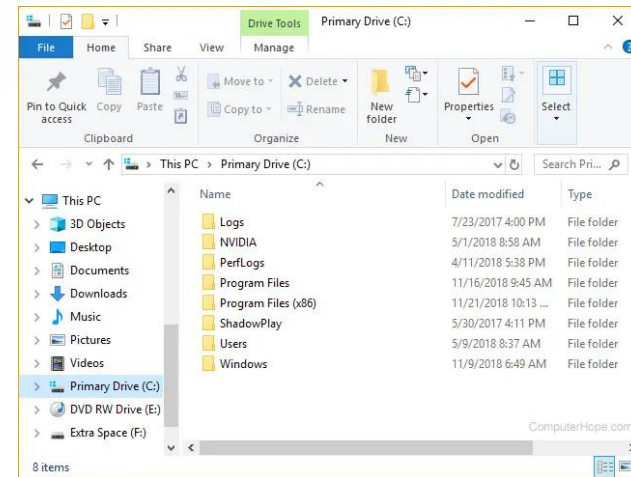 Drive Tools Primary Drive (C:)
File Home Share View Manage
Pin to Quick access
Copy
Paste
Clipboard
Move to
Copy to
Delete
Rename
Organize
New folder
New
Properties
Open
Select
This PC > Primary Drive (C:)
Search Pri...
This PC
3D Objects
Desktop
Documents
Downloads
Music
Pictures
Videos
Primary Drive (C:)
DVD RW Drive (E:)
Extra Space (F:)
Name Date modified Type
Logs 7/23/2017 4:00 PM File folder
NVIDIA 5/1/2018 8:58 AM File folder
PerfLogs 4/11/2018 5:38 PM File folder
Program Files 11/16/2018 9:45 AM File folder
Program Files (x86) 11/21/2018 10:13 ... File folder
ShadowPlay 5/30/2017 4:11 PM File folder
Users 5/9/2018 8:37 AM File folder
Windows 11/9/2018 6:49 AM File folder
ComputerHope.com
8 items